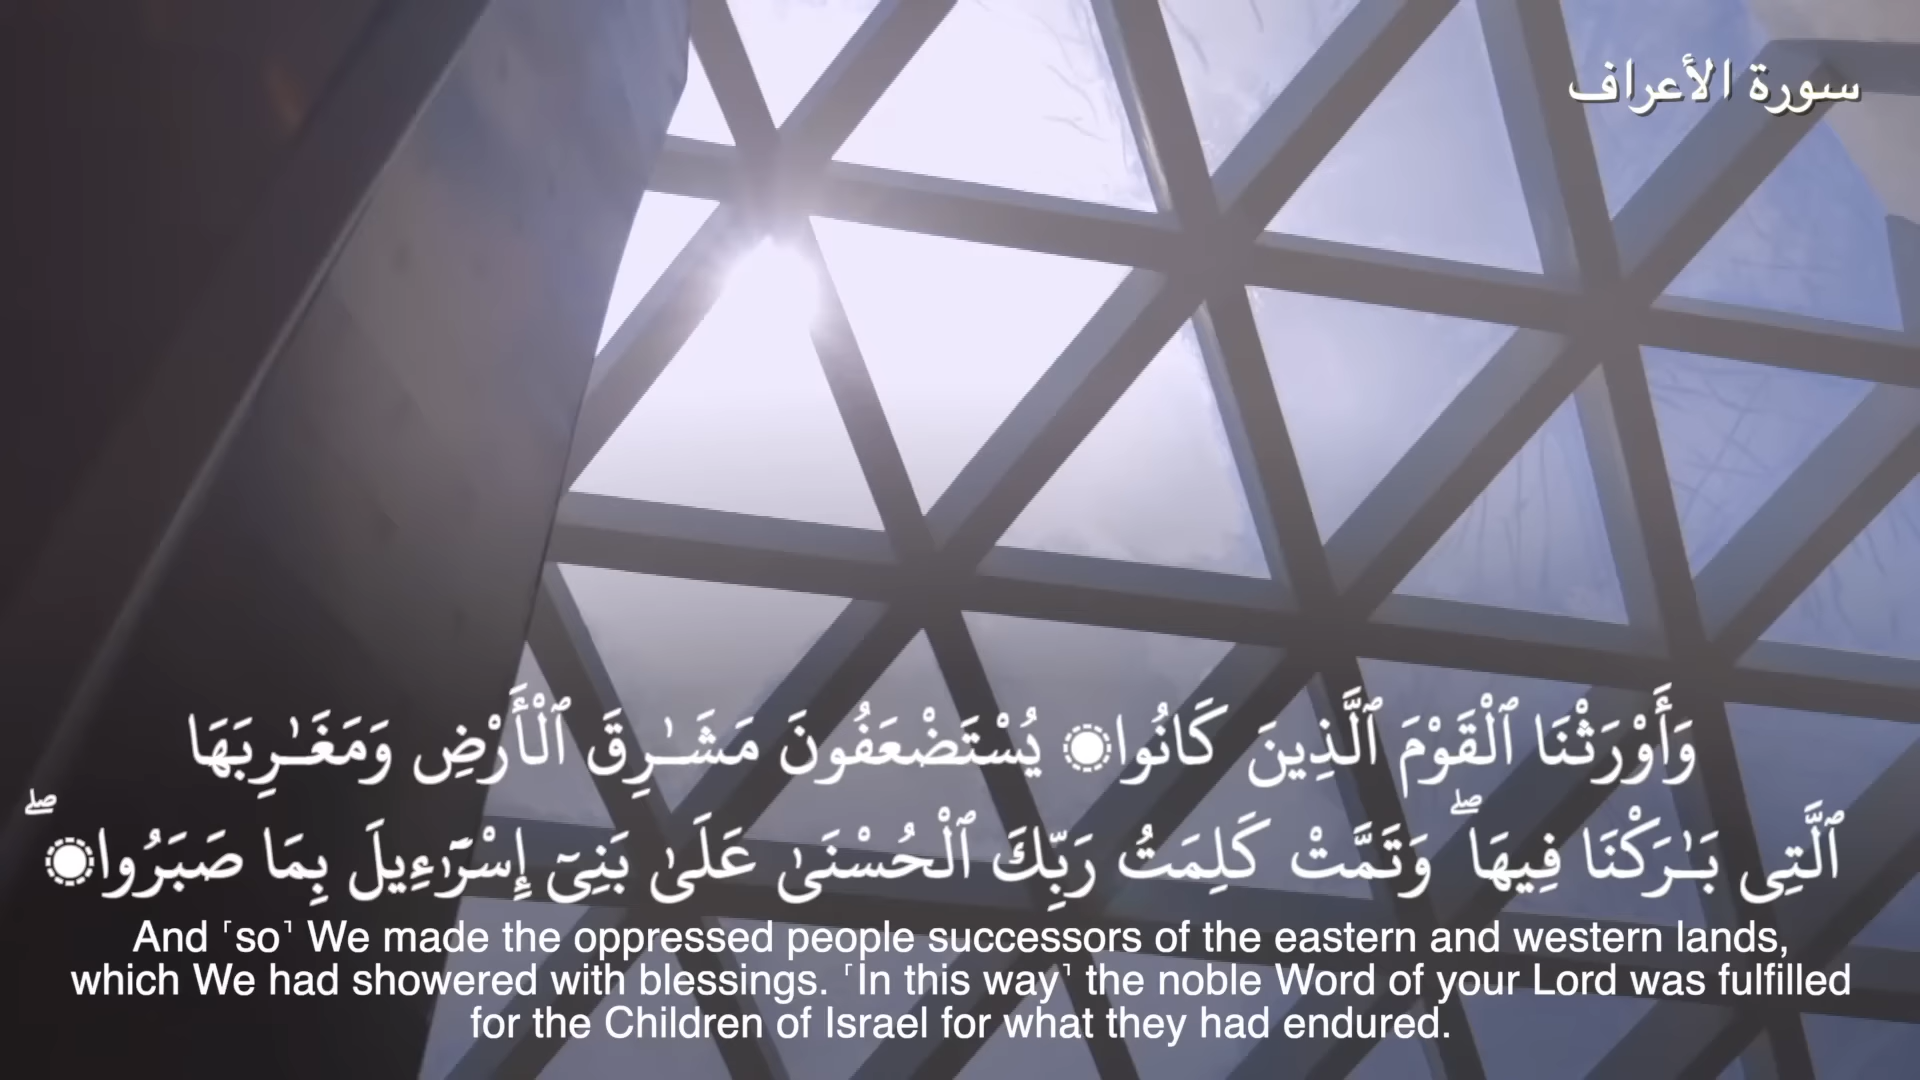 سورة الأعراف
وَأَوْرَثْنَا ٱلْقَوْمَ ٱلَّذِينَ كَانُوا۟ يُسْتَضْعَفُونَ مَشَـٰرِقَ ٱلْأَرْضِ وَمَغَـٰرِبَهَا
ٱلَّتِى بَـٰرَكْنَا فِيهَا ۖ وَتَمَّتْ كَلِمَتُ رَبِّكَ ٱلْحُسْنَىٰ عَلَىٰ بَنِىٓ إِسْرَٰٓءِيلَ بِمَا صَبَرُوا۟ ۖ
And ˹so˺ We made the oppressed people successors of the eastern and western lands,
which We had showered with blessings. ˹In this way˺ the noble Word of your Lord was fulfilled
for the Children of Israel for what they had endured.